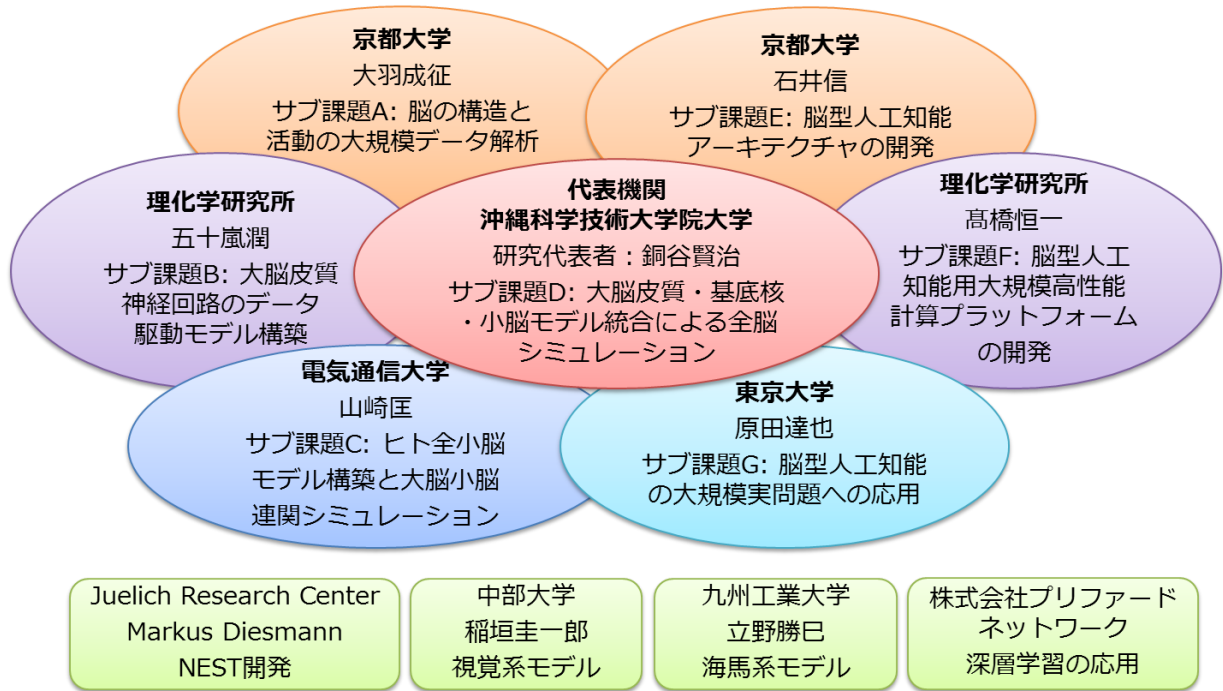 京都大学
大羽成征
サブ課題A: 脳の構造と
活動の大規模データ解析
京都大学
石井信
サブ課題E: 脳型人工知能
アーキテクチャの開発
理化学研究所
五十嵐潤
サブ課題B: 大脳皮質
神経回路のデータ
駆動モデル構築
代表機関
沖縄科学技術大学院大学
研究代表者：銅谷賢治
サブ課題D: 大脳皮質・基底核
・小脳モデル統合による全脳
シミュレーション
理化学研究所
髙橋恒一
サブ課題F: 脳型人工
知能用大規模高性能
計算プラットフォーム
の開発
電気通信大学
山崎匡
サブ課題C: ヒト全小脳
モデル構築と大脳小脳
連関シミュレーション
東京大学
原田達也
サブ課題G: 脳型人工知能
の大規模実問題への応用
Juelich Research Center
Markus Diesmann
NEST開発
中部大学
稲垣圭一郎
視覚系モデル
九州工業大学
立野勝巳
海馬系モデル
株式会社プリファード
ネットワーク
深層学習の応用